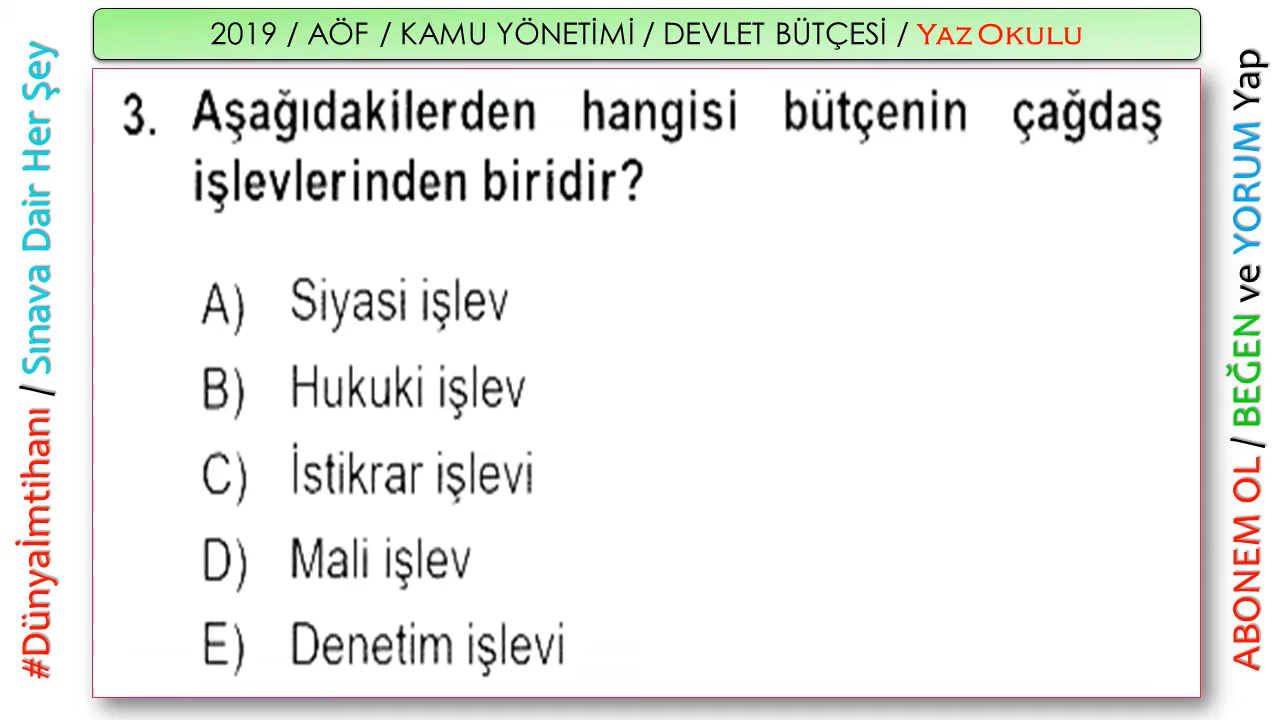 2019 / AÖF / KAMU YÖNETİMİ / DEVLET BÜTÇESİ / YAZ OKULU
#Dünyaİmtihanı / Sınava Dair Her Şey
3. Aşağıdakilerden hangisi bütçenin çağdaş
işlevlerinden biridir?
A) Siyasi işlev
B) Hukuki işlev
C) İstikrar işlevi
D) Mali işlev
E) Denetim işlevi
ABONEM OL / BEĞEN ve YORUM Yap